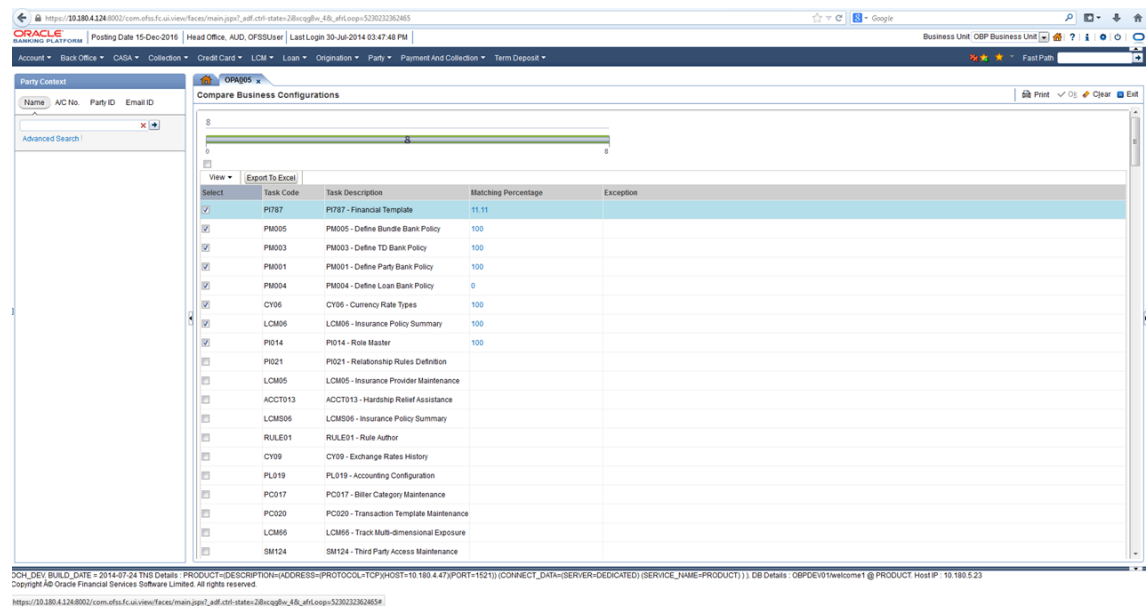 https://10.180.4.124:8002/com.ofss.fc.ui.view/faces/main.jspx?_adf.ctrl-state=2i8xcqg8w_4&_afrLoop=5230232362465
Google
ORACLE
BANKING PLATFORM
Posting Date 15-Dec-2016 Head Office, AUD, OFSSUser Last Login 30-Jul-2014 03:47:48 PM
Business Unit OBP Business Unit
Account Back Office CASA Collection Credit Card LCM Loan Origination Party Payment And Collection Term Deposit
Fast Path
Party Context
Name A/C No. Party ID Email ID
Advanced Search
OPA005 x
Compare Business Configurations
Print Ok Clear Exit
8
8
0 8
View Export To Excel
Select Task Code Task Description Matching Percentage Exception
PI787 PI787 - Financial Template 11.11
PM005 PM005 - Define Bundle Bank Policy 100
PM003 PM003 - Define TD Bank Policy 100
PM001 PM001 - Define Party Bank Policy 100
PM004 PM004 - Define Loan Bank Policy 0
CY06 CY06 - Currency Rate Types 100
LCM06 LCM06 - Insurance Policy Summary 100
PI014 PI014 - Role Master 100
PI021 PI021 - Relationship Rules Definition
LCM05 LCM05 - Insurance Provider Maintenance
ACCT013 ACCT013 - Hardship Relief Assistance
LCMS06 LCMS06 - Insurance Policy Summary
RULE01 RULE01 - Rule Author
CY09 CY09 - Exchange Rates History
PL019 PL019 - Accounting Configuration
PC017 PC017 - Biller Category Maintenance
PC020 PC020 - Transaction Template Maintenance
LCM66 LCM66 - Track Multi-dimensional Exposure
SM124 SM124 - Third Party Access Maintenance
OCH_DEV. BUILD_DATE = 2014-07-24 TNS Details : PRODUCT=(DESCRIPTION=(ADDRESS=(PROTOCOL=TCP)(HOST=10.180.4.47)(PORT=1521)) (CONNECT_DATA=(SERVER=DEDICATED) (SERVICE_NAME=PRODUCT) ) ). DB Details : OBPDEV01/welcome1 @ PRODUCT. Host IP : 10.180.5.23
Copyright Â© Oracle Financial Services Software Limited. All rights reserved.
https://10.180.4.124:8002/com.ofss.fc.ui.view/faces/main.jspx?_adf.ctrl-state=2i8xcqg8w_4&_afrLoop=5230232362465#